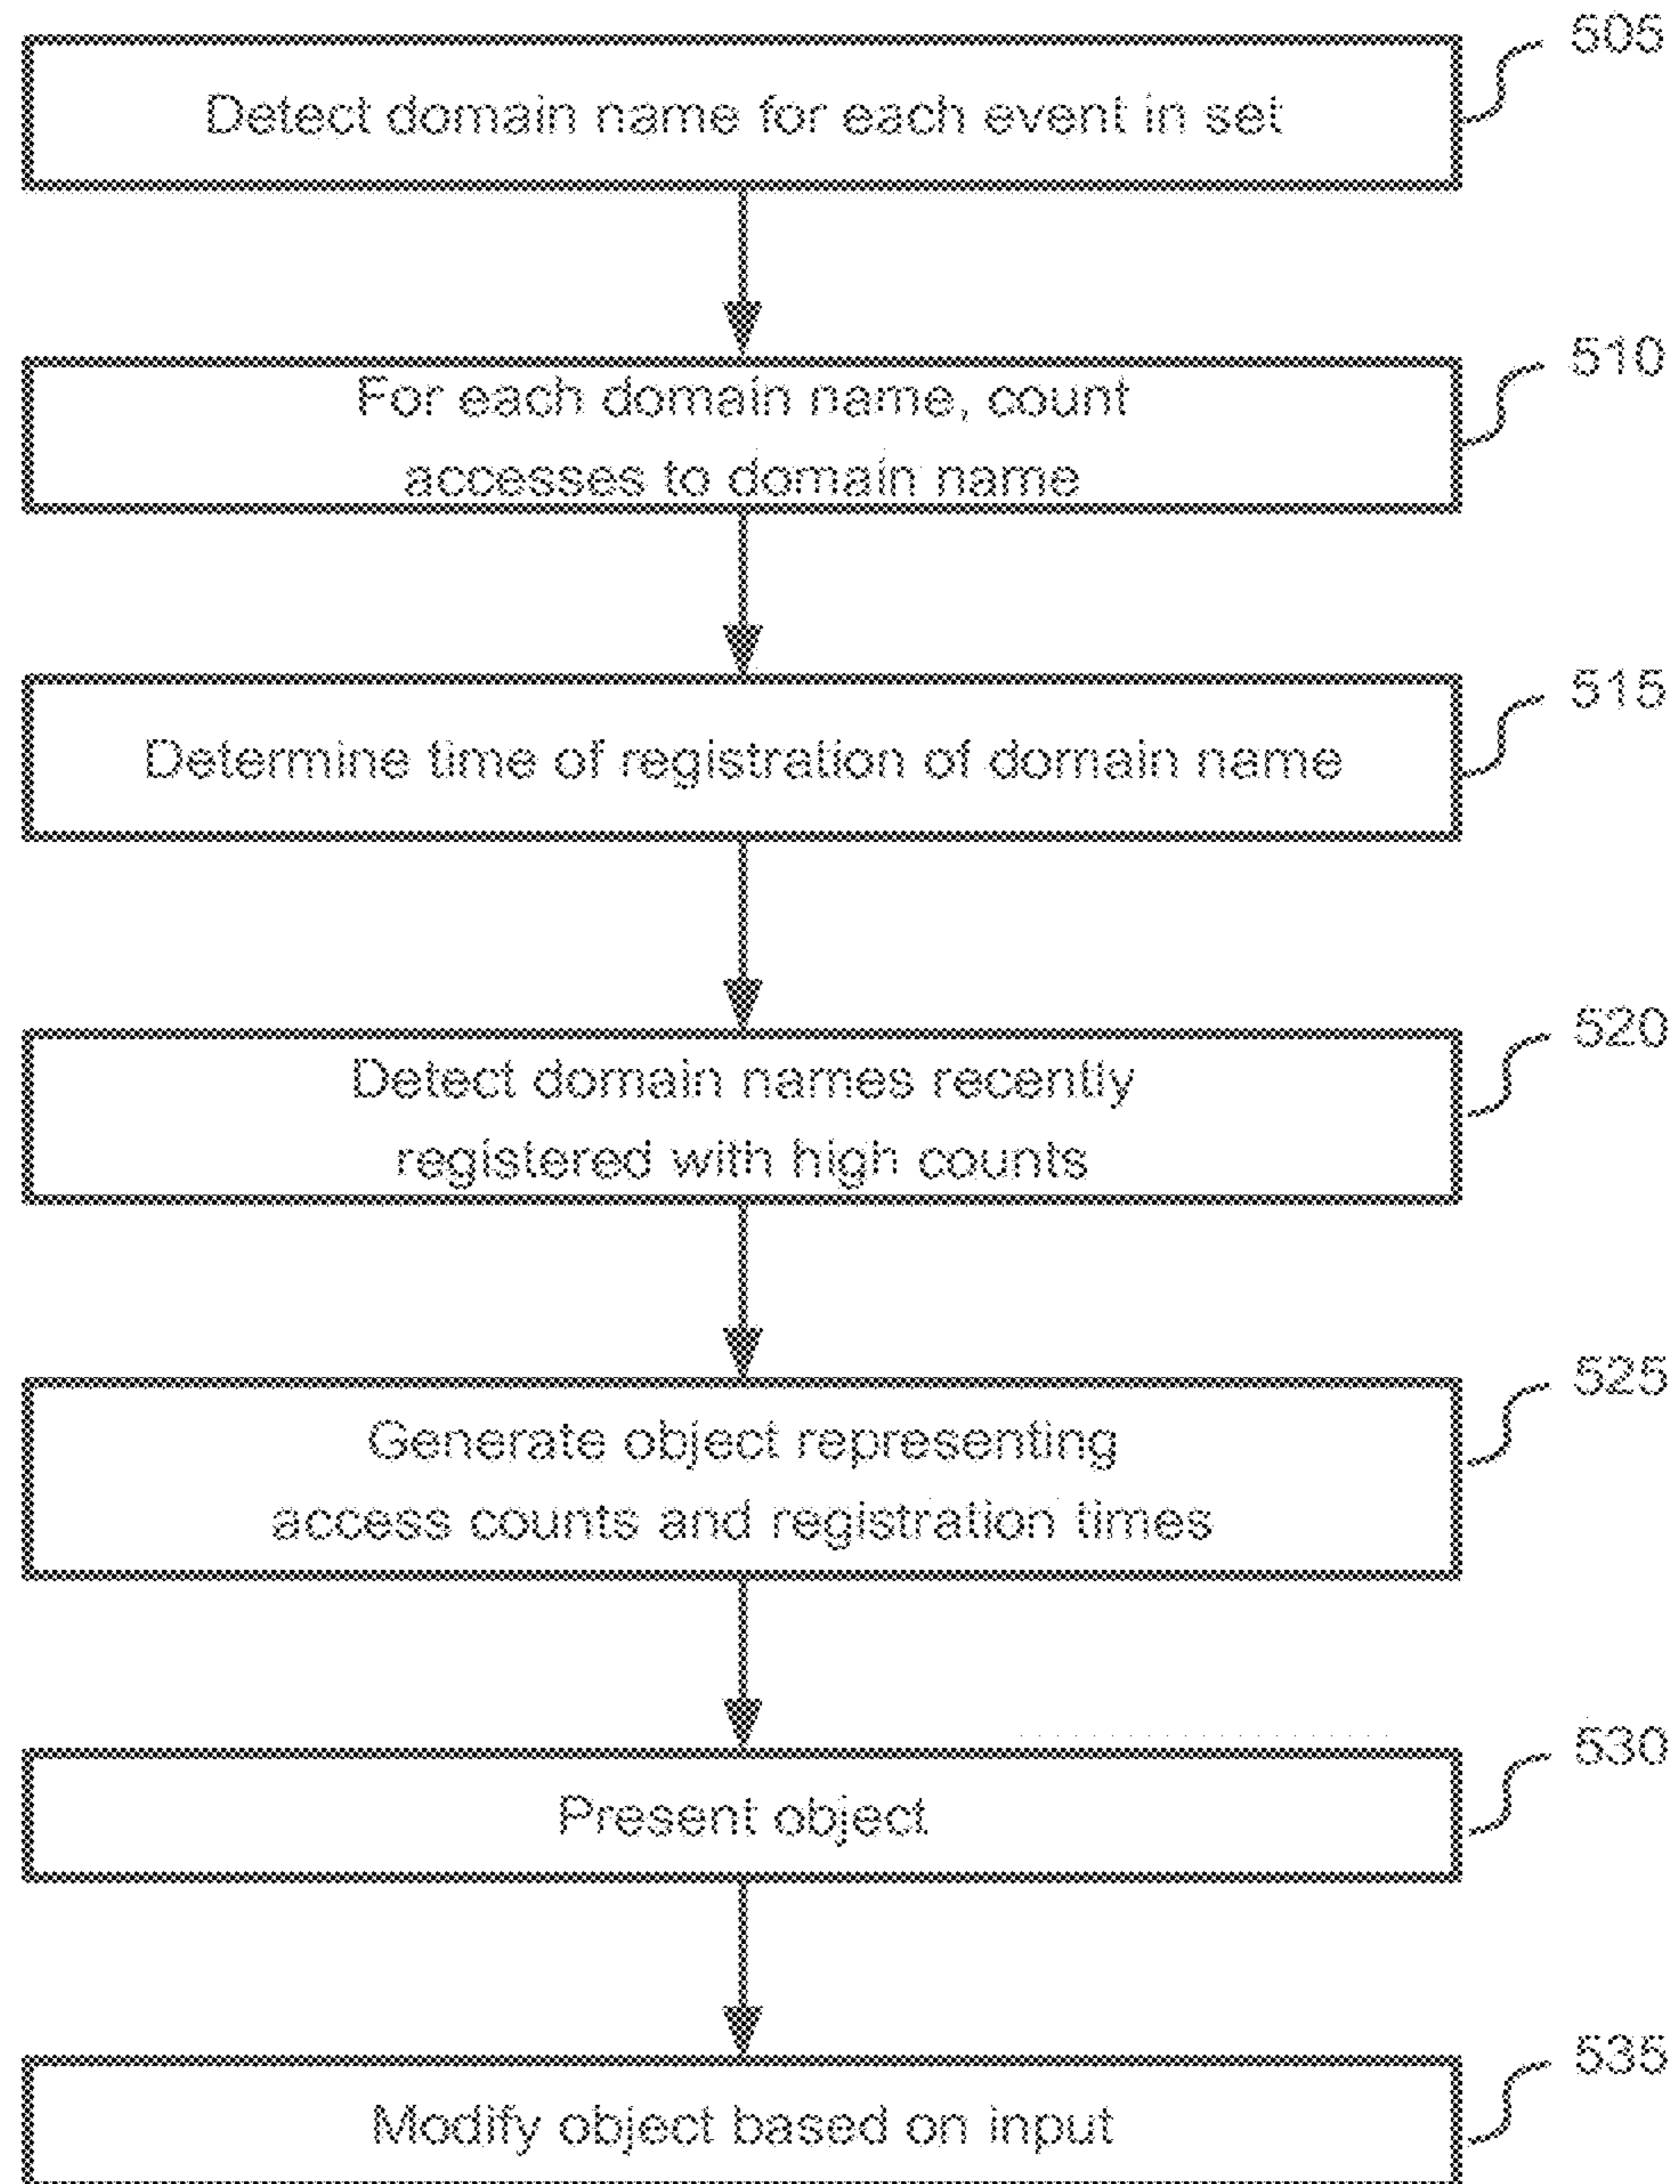 505
Detect domain name for each event in set
510
For each domain name, count
accesses to domain name
515
Determine time of registration of domain name
520
Detect domain names recently
registered with high counts
525
Generate object representing
access counts and registration times
530
Present object
535
Modify object based on input